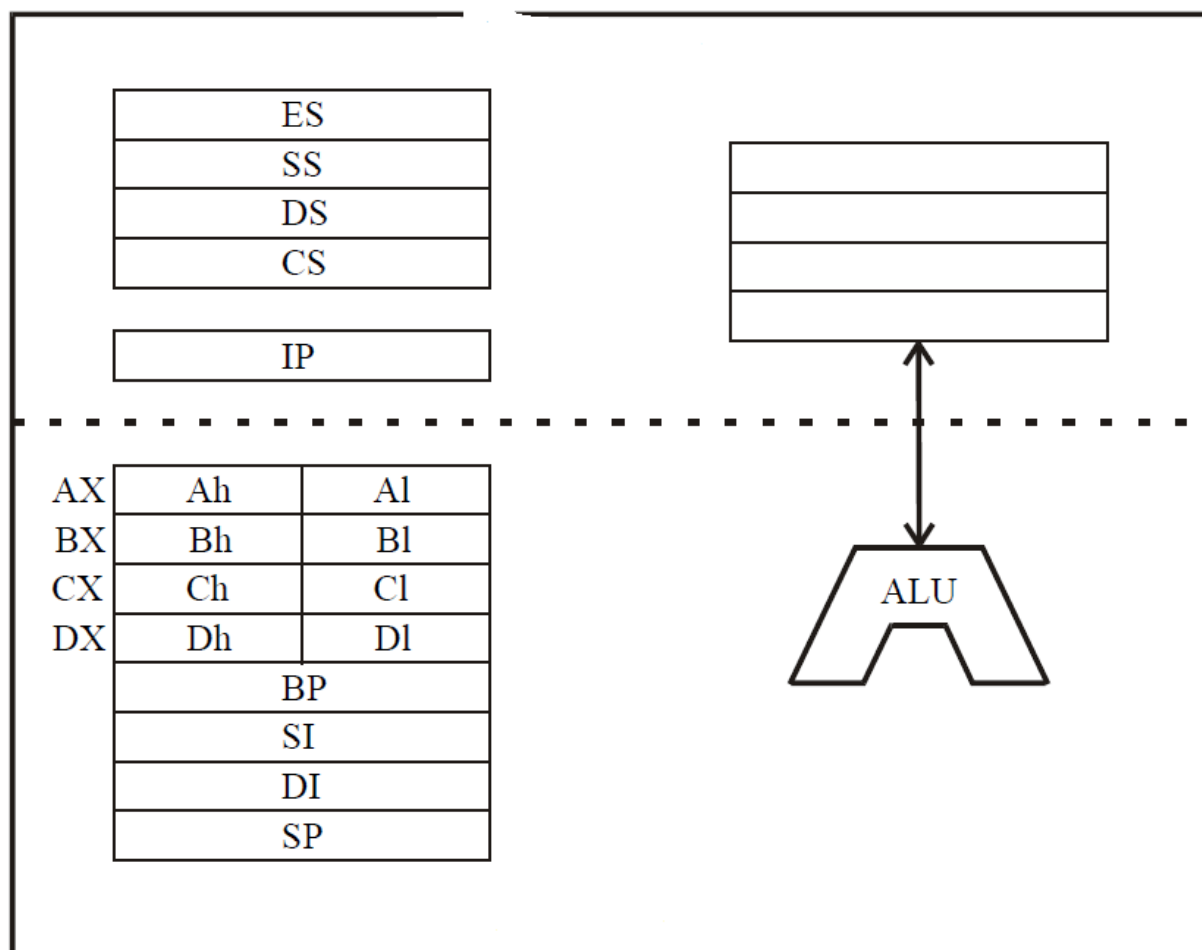 ES
SS
DS
CS
IP
AX Ah Al
BX Bh Bl
CX Ch Cl
DX Dh Dl
BP
SI
DI
SP
ALU